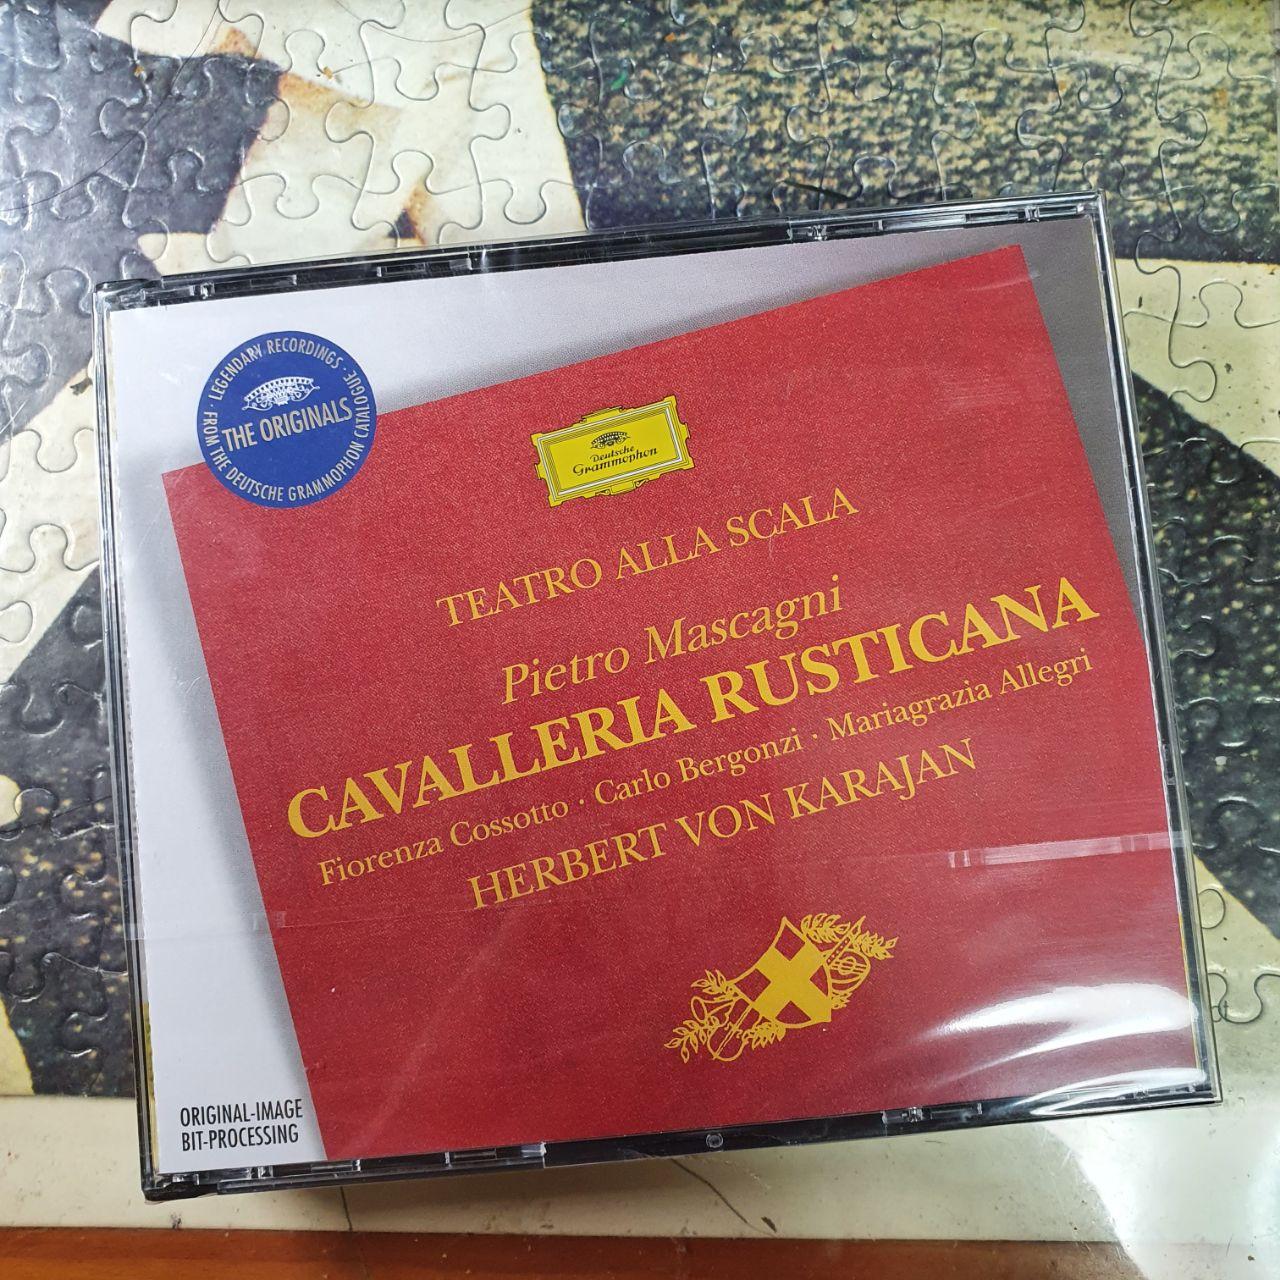 · LEGENDARY RECORDINGS ·
FROM THE DEUTSCHE GRAMMOPHON CATALOGUE
THE ORIGINALS
Deutsche
Grammophon
TEATRO ALLA SCALA
Pietro Mascagni
CAVALLERIA RUSTICANA
Fiorenza Cossotto · Carlo Bergonzi · Mariagrazia Allegri
HERBERT VON KARAJAN
ORIGINAL-IMAGE
BIT-PROCESSING